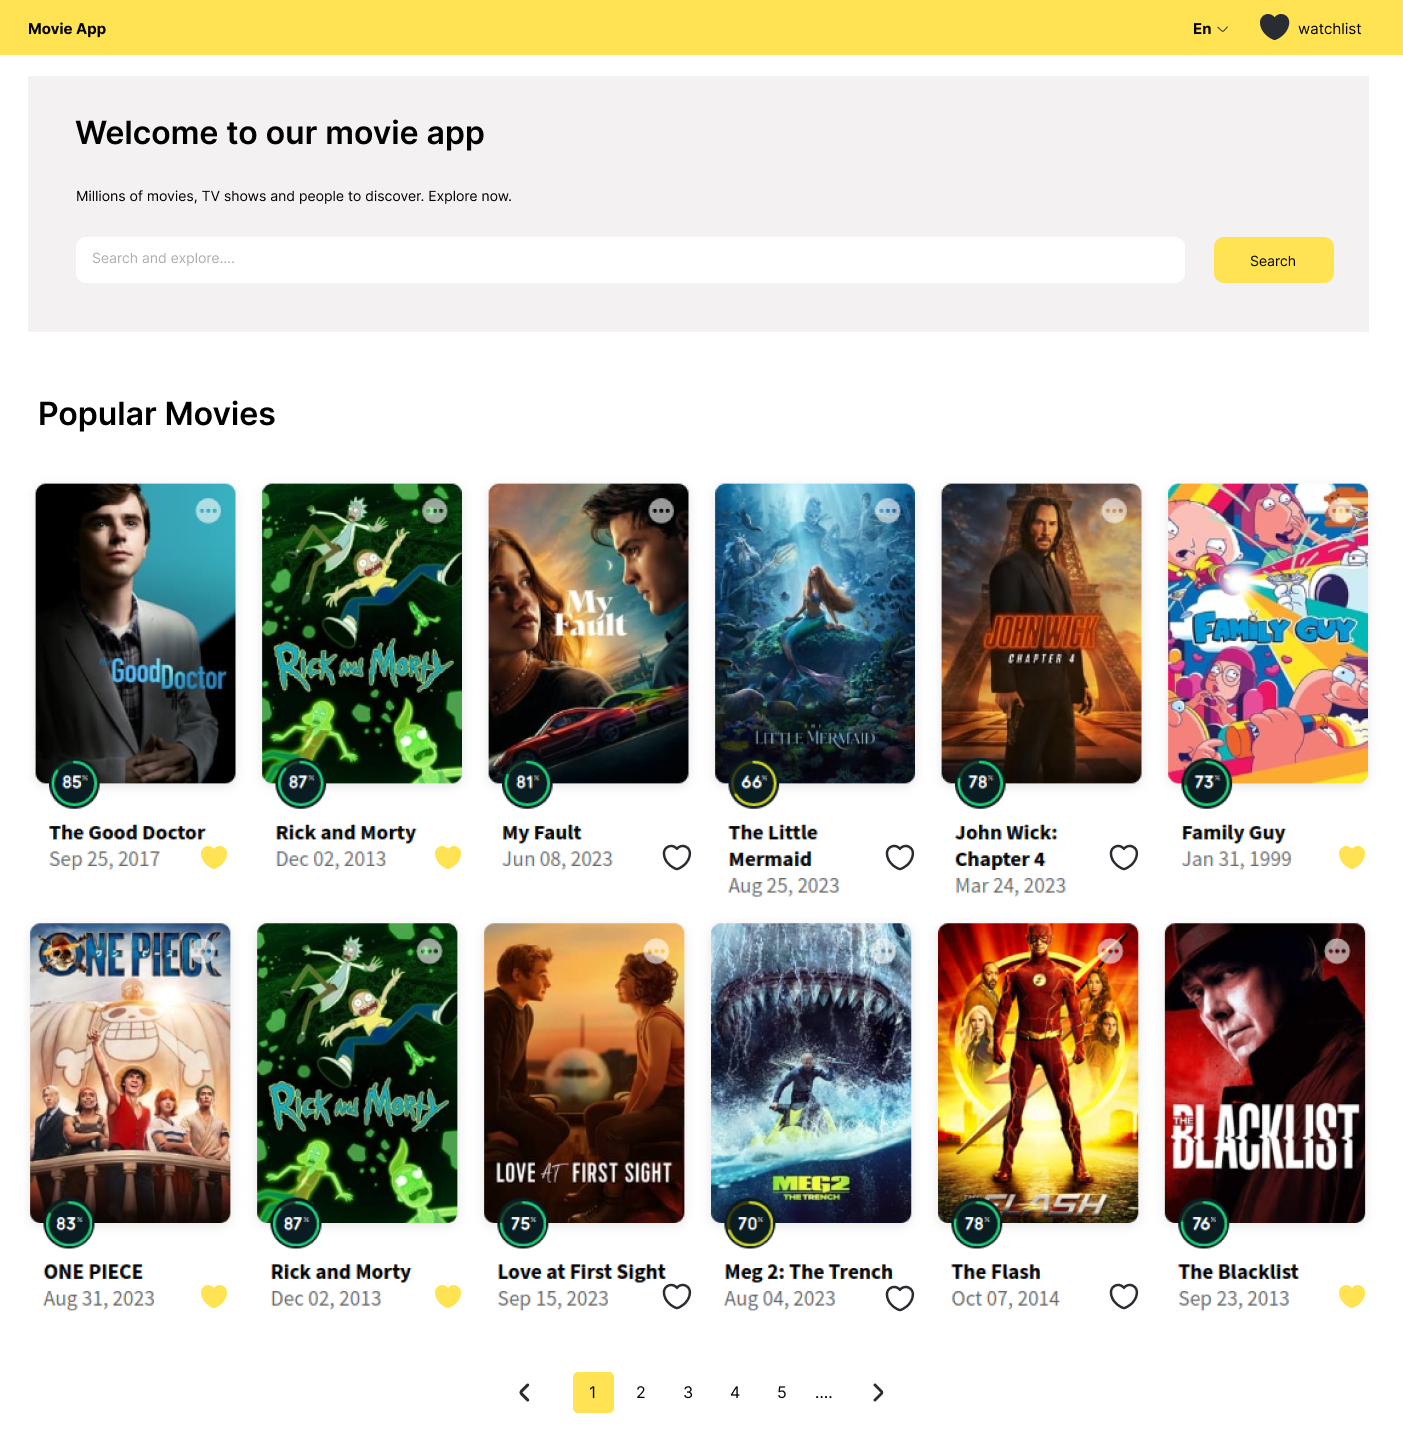 Movie App
En
watchlist
Welcome to our movie app
Millions of movies, TV shows and people to discover. Explore now.
Search and explore....
Search
Popular Movies
Good Doctor
Rick and Morty
My
Fault
THE
LITTLE MERMAID
JOHN WICK
CHAPTER 4
FAMILY GUY
85%
87%
81%
66%
78%
73%
The Good Doctor
Sep 25, 2017
Rick and Morty
Dec 02, 2013
My Fault
Jun 08, 2023
The Little
Mermaid
Aug 25, 2023
John Wick:
Chapter 4
Mar 24, 2023
Family Guy
Jan 31, 1999
ONE PIECE
Rick and Morty
LOVE AT FIRST SIGHT
MEG2
THE TRENCH
THE
FLASH
THE
BLACKLIST
83%
87%
75%
70%
78%
76%
ONE PIECE
Aug 31, 2023
Rick and Morty
Dec 02, 2013
Love at First Sight
Sep 15, 2023
Meg 2: The Trench
Aug 04, 2023
The Flash
Oct 07, 2014
The Blacklist
Sep 23, 2013
1 2 3 4 5 ....